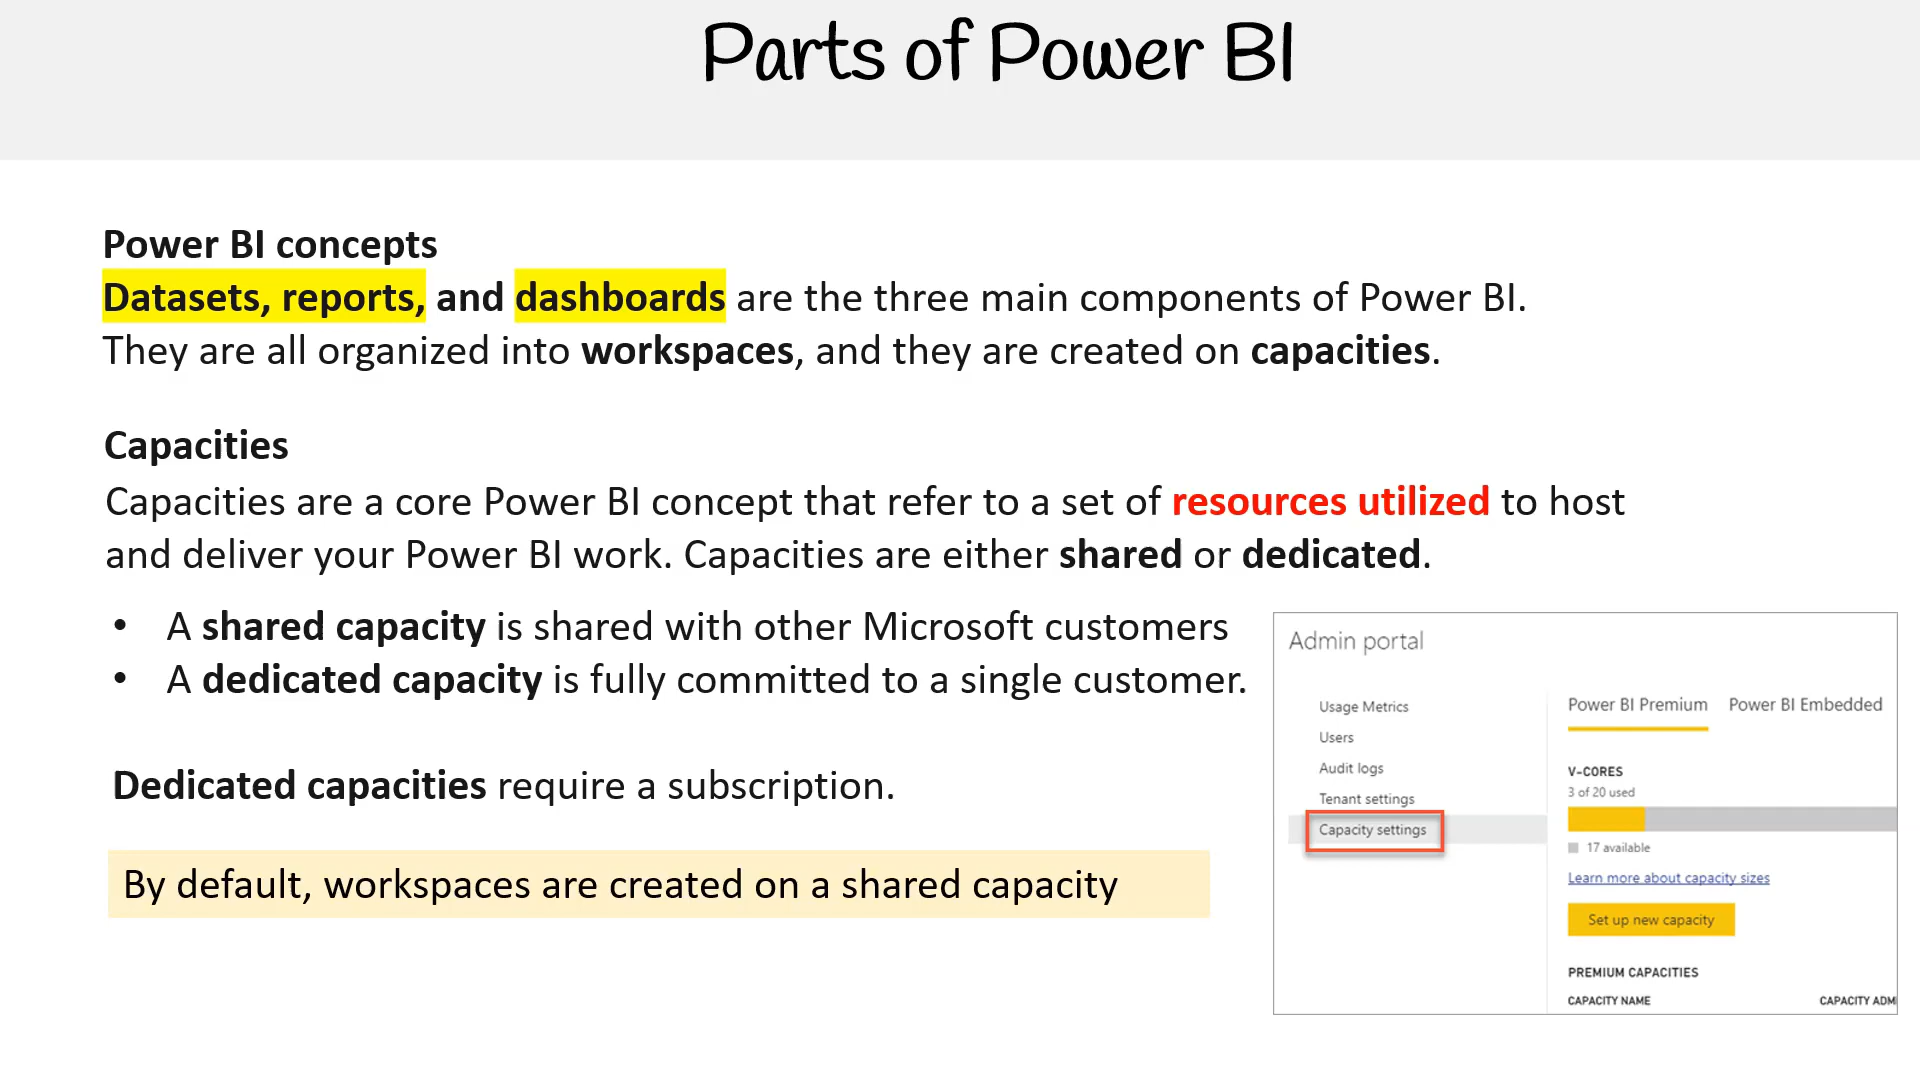 Parts of Power BI
Power BI concepts
Datasets, reports, and dashboards are the three main components of Power BI.
They are all organized into workspaces, and they are created on capacities.
Capacities
Capacities are a core Power BI concept that refer to a set of resources utilized to host
and deliver your Power BI work. Capacities are either shared or dedicated.
• A shared capacity is shared with other Microsoft customers
• A dedicated capacity is fully committed to a single customer.
Dedicated capacities require a subscription.
By default, workspaces are created on a shared capacity
Admin portal
Usage Metrics
Users
Audit logs
Tenant settings
Capacity settings
Power BI Premium Power BI Embedded
V-CORES
3 of 20 used
17 available
Learn more about capacity sizes
Set up new capacity
PREMIUM CAPACITIES
CAPACITY NAME CAPACITY ADM